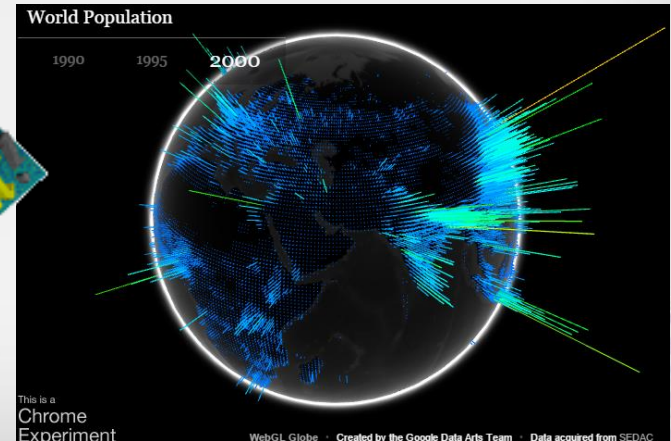 World Population
1990 1995 2000
This is a
Chrome
Experiment
WebGL Globe · Created by the Google Data Arts Team · Data acquired from SEDAC